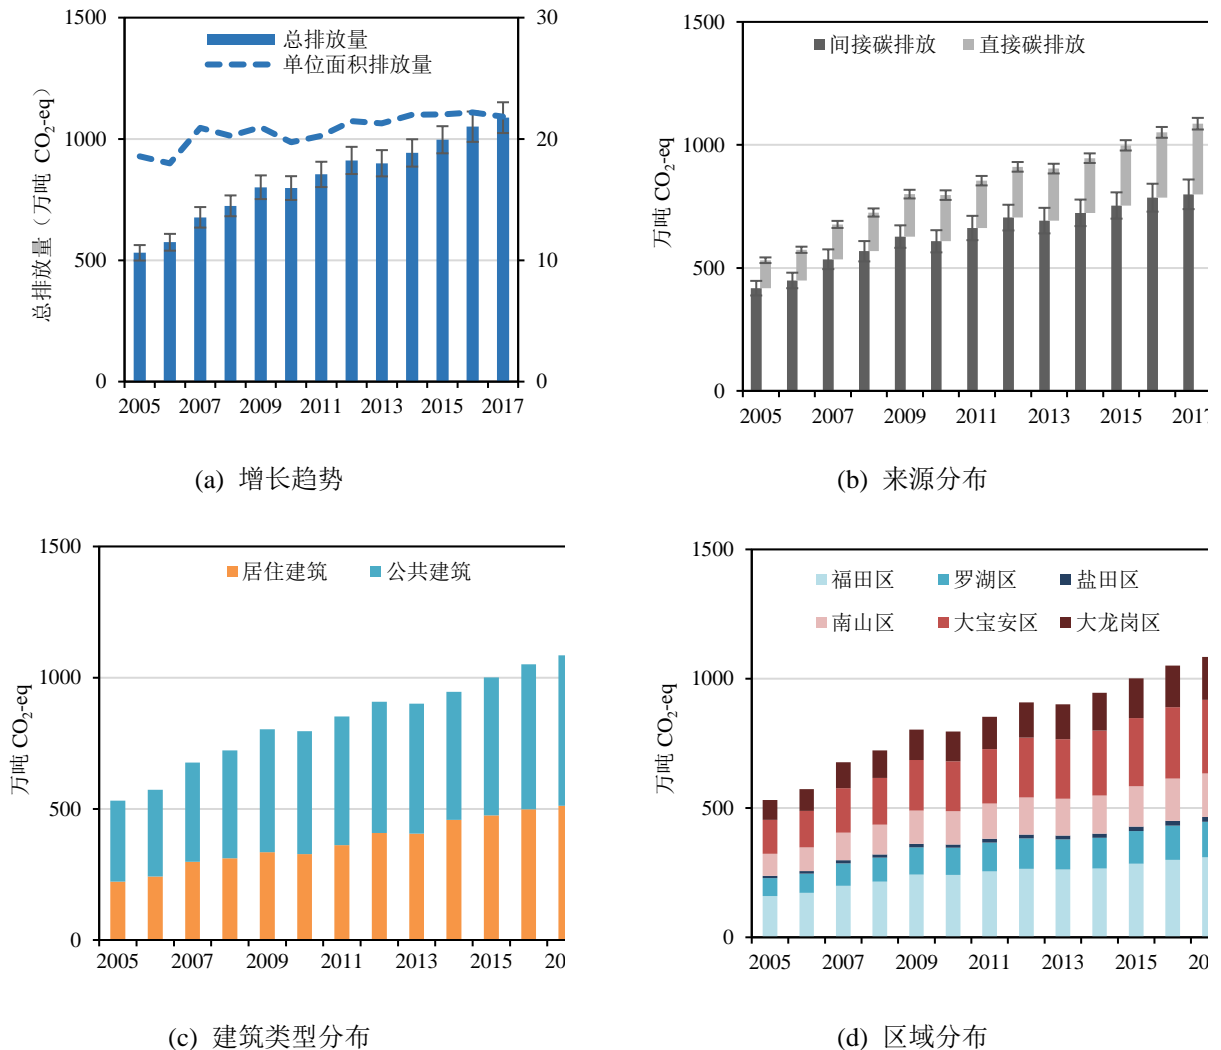 1500
30
总排放量
单位面积排放量
1000
20
500
10
0
0
总排放量（万吨 CO₂-eq）
2005 2007 2009 2011 2013 2015 2017
(a) 增长趋势
1500
间接碳排放 直接碳排放
1000
500
0
万吨 CO₂-eq
2005 2007 2009 2011 2013 2015 2017
(b) 来源分布
1500
居住建筑 公共建筑
1000
500
0
万吨 CO₂-eq
2005 2007 2009 2011 2013 2015 20
(c) 建筑类型分布
1500
福田区 罗湖区 盐田区
南山区 大宝安区 大龙岗区
1000
500
0
万吨 CO₂-eq
2005 2007 2009 2011 2013 2015 20
(d) 区域分布